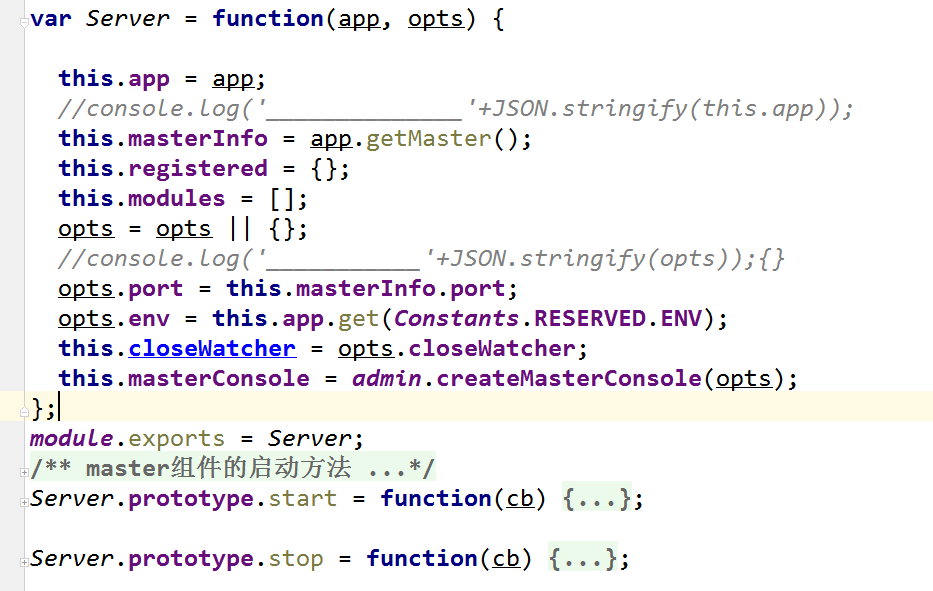 var Server = function(app, opts) {
this.app = app;
//console.log('______________'+JSON.stringify(this.app));
this.masterInfo = app.getMaster();
this.registered = {};
this.modules = [];
opts = opts || {};
//console.log('___________'+JSON.stringify(opts));{}
opts.port = this.masterInfo.port;
opts.env = this.app.get(Constants.RESERVED.ENV);
this.closeWatcher = opts.closeWatcher;
this.masterConsole = admin.createMasterConsole(opts);
};
module.exports = Server;
/** master组件的启动方法 ...*/
Server.prototype.start = function(cb) {...};
Server.prototype.stop = function(cb) {...};